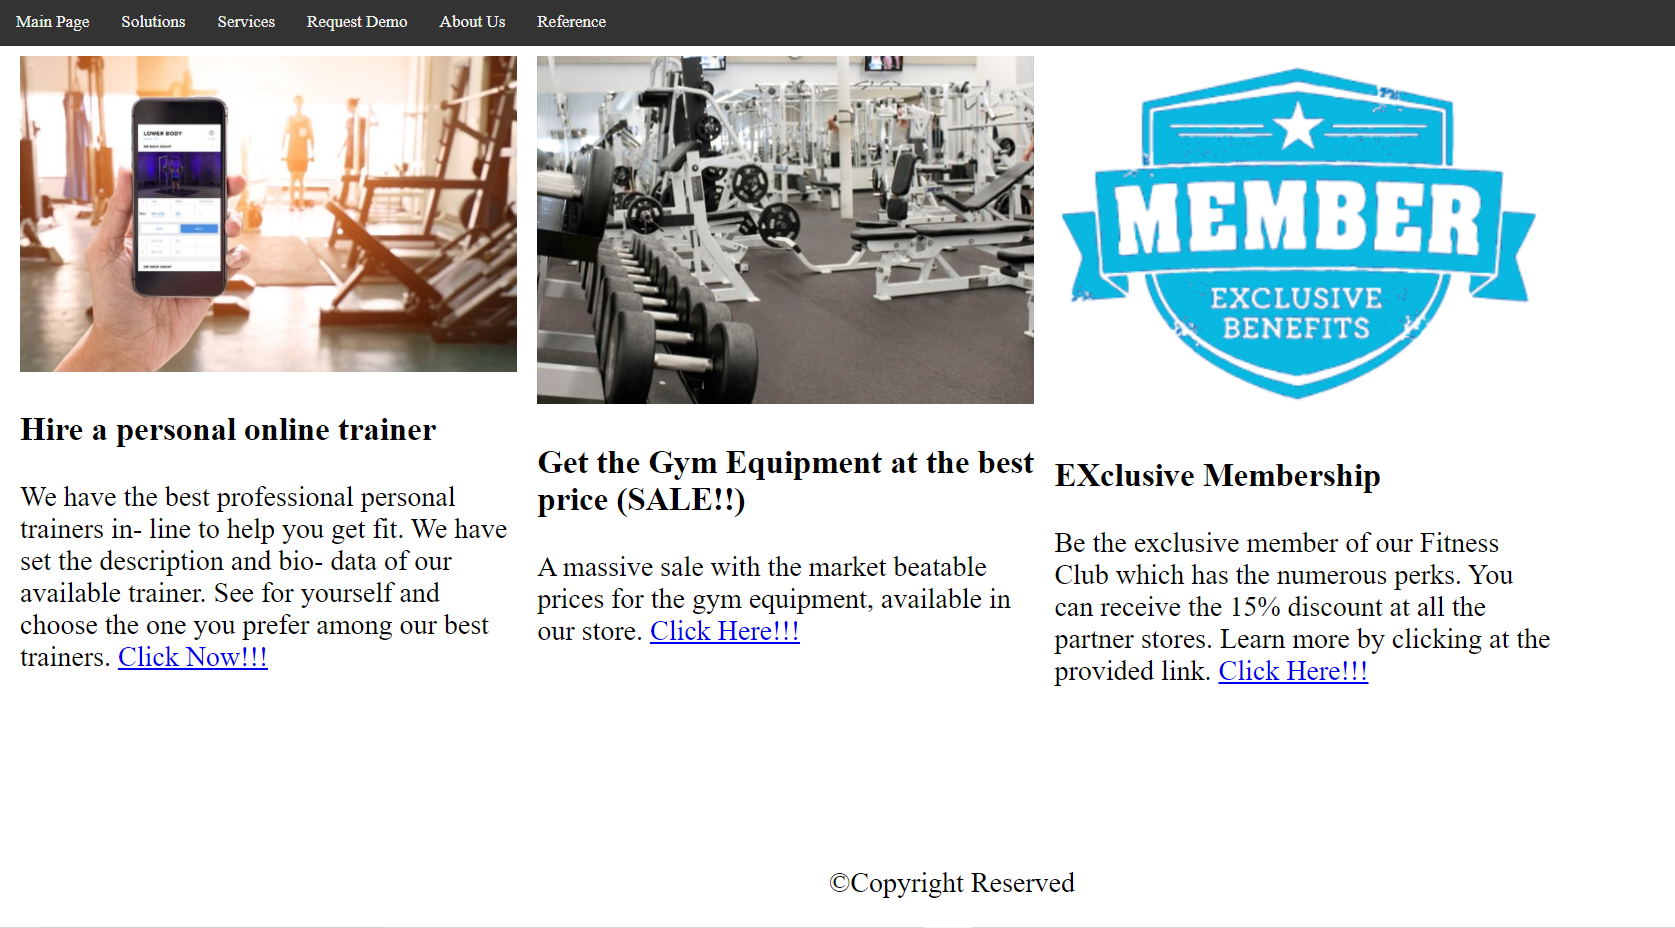 Main Page Solutions Services Request Demo About Us Reference
LOWER BODY
MEMBER
EXCLUSIVE
BENEFITS
Hire a personal online trainer
We have the best professional personal
trainers in- line to help you get fit. We have
set the description and bio- data of our
available trainer. See for yourself and
choose the one you prefer among our best
trainers. Click Now!!!
Get the Gym Equipment at the best
price (SALE!!)
A massive sale with the market beatable
prices for the gym equipment, available in
our store. Click Here!!!
EXclusive Membership
Be the exclusive member of our Fitness
Club which has the numerous perks. You
can receive the 15% discount at all the
partner stores. Learn more by clicking at the
provided link. Click Here!!!
©Copyright Reserved